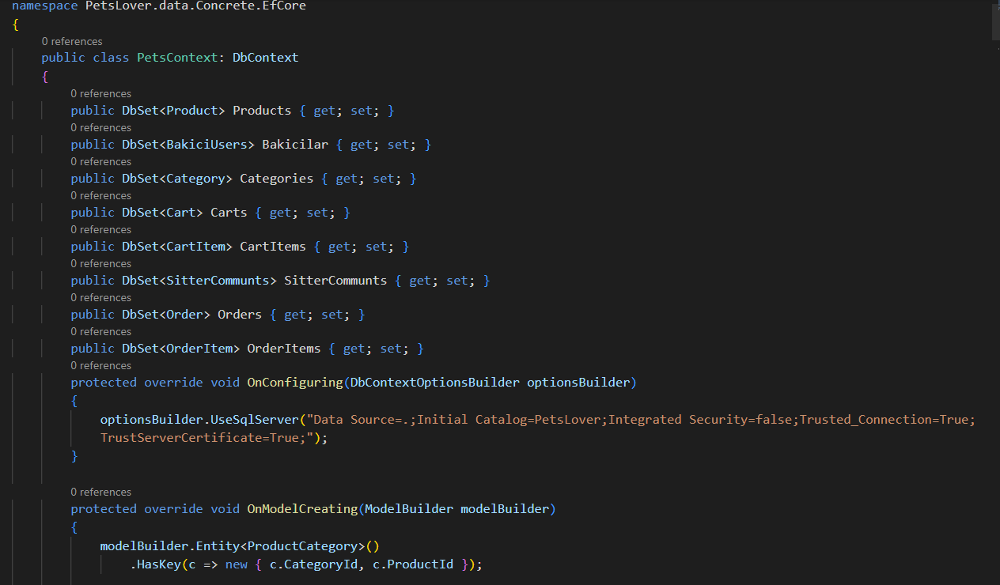 namespace PetsLover.data.Concrete.EfCore
{
0 references
public class PetsContext: DbContext
{
0 references
public DbSet<Product> Products { get; set; }
0 references
public DbSet<BakiciUsers> Bakicilar { get; set; }
0 references
public DbSet<Category> Categories { get; set; }
0 references
public DbSet<Cart> Carts { get; set; }
0 references
public DbSet<CartItem> CartItems { get; set; }
0 references
public DbSet<SitterCommunts> SitterCommunts { get; set; }
0 references
public DbSet<Order> Orders { get; set; }
0 references
public DbSet<OrderItem> OrderItems { get; set; }
0 references
protected override void OnConfiguring(DbContextOptionsBuilder optionsBuilder)
{
optionsBuilder.UseSqlServer("Data Source=.;Initial Catalog=PetsLover;Integrated Security=false;Trusted_Connection=True;
TrustServerCertificate=True;");
}
0 references
protected override void OnModelCreating(ModelBuilder modelBuilder)
{
modelBuilder.Entity<ProductCategory>()
.HasKey(c => new { c.CategoryId, c.ProductId });